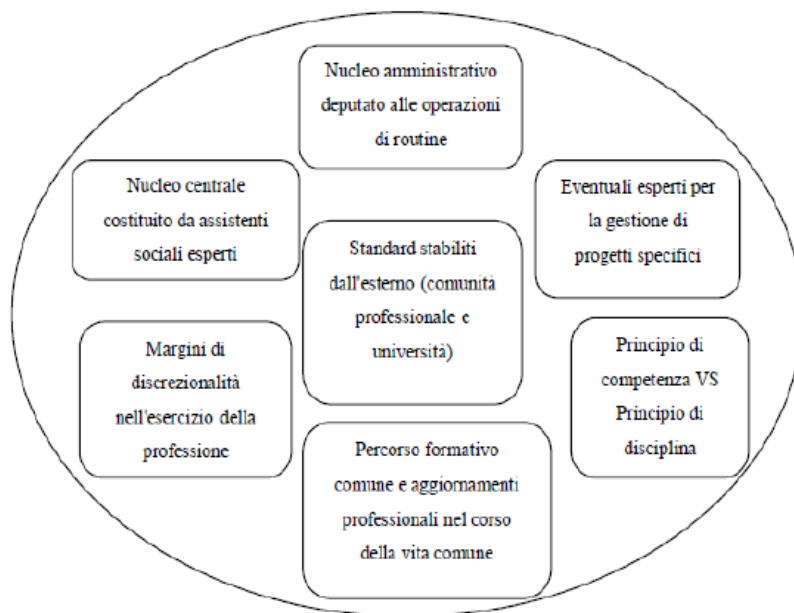 Nucleo amministrativo
deputato alle operazioni
di routine
Nucleo centrale
costituito da assistenti
sociali esperti
Eventuali esperti per
la gestione di
progetti specifici
Standard stabiliti
dall'esterno (comunità
professionale e
università)
Margini di
discrezionalità
nell'esercizio della
professione
Principio di
competenza VS
Principio di
disciplina
Percorso formativo
comune e aggiornamenti
professionali nel corso
della vita comune